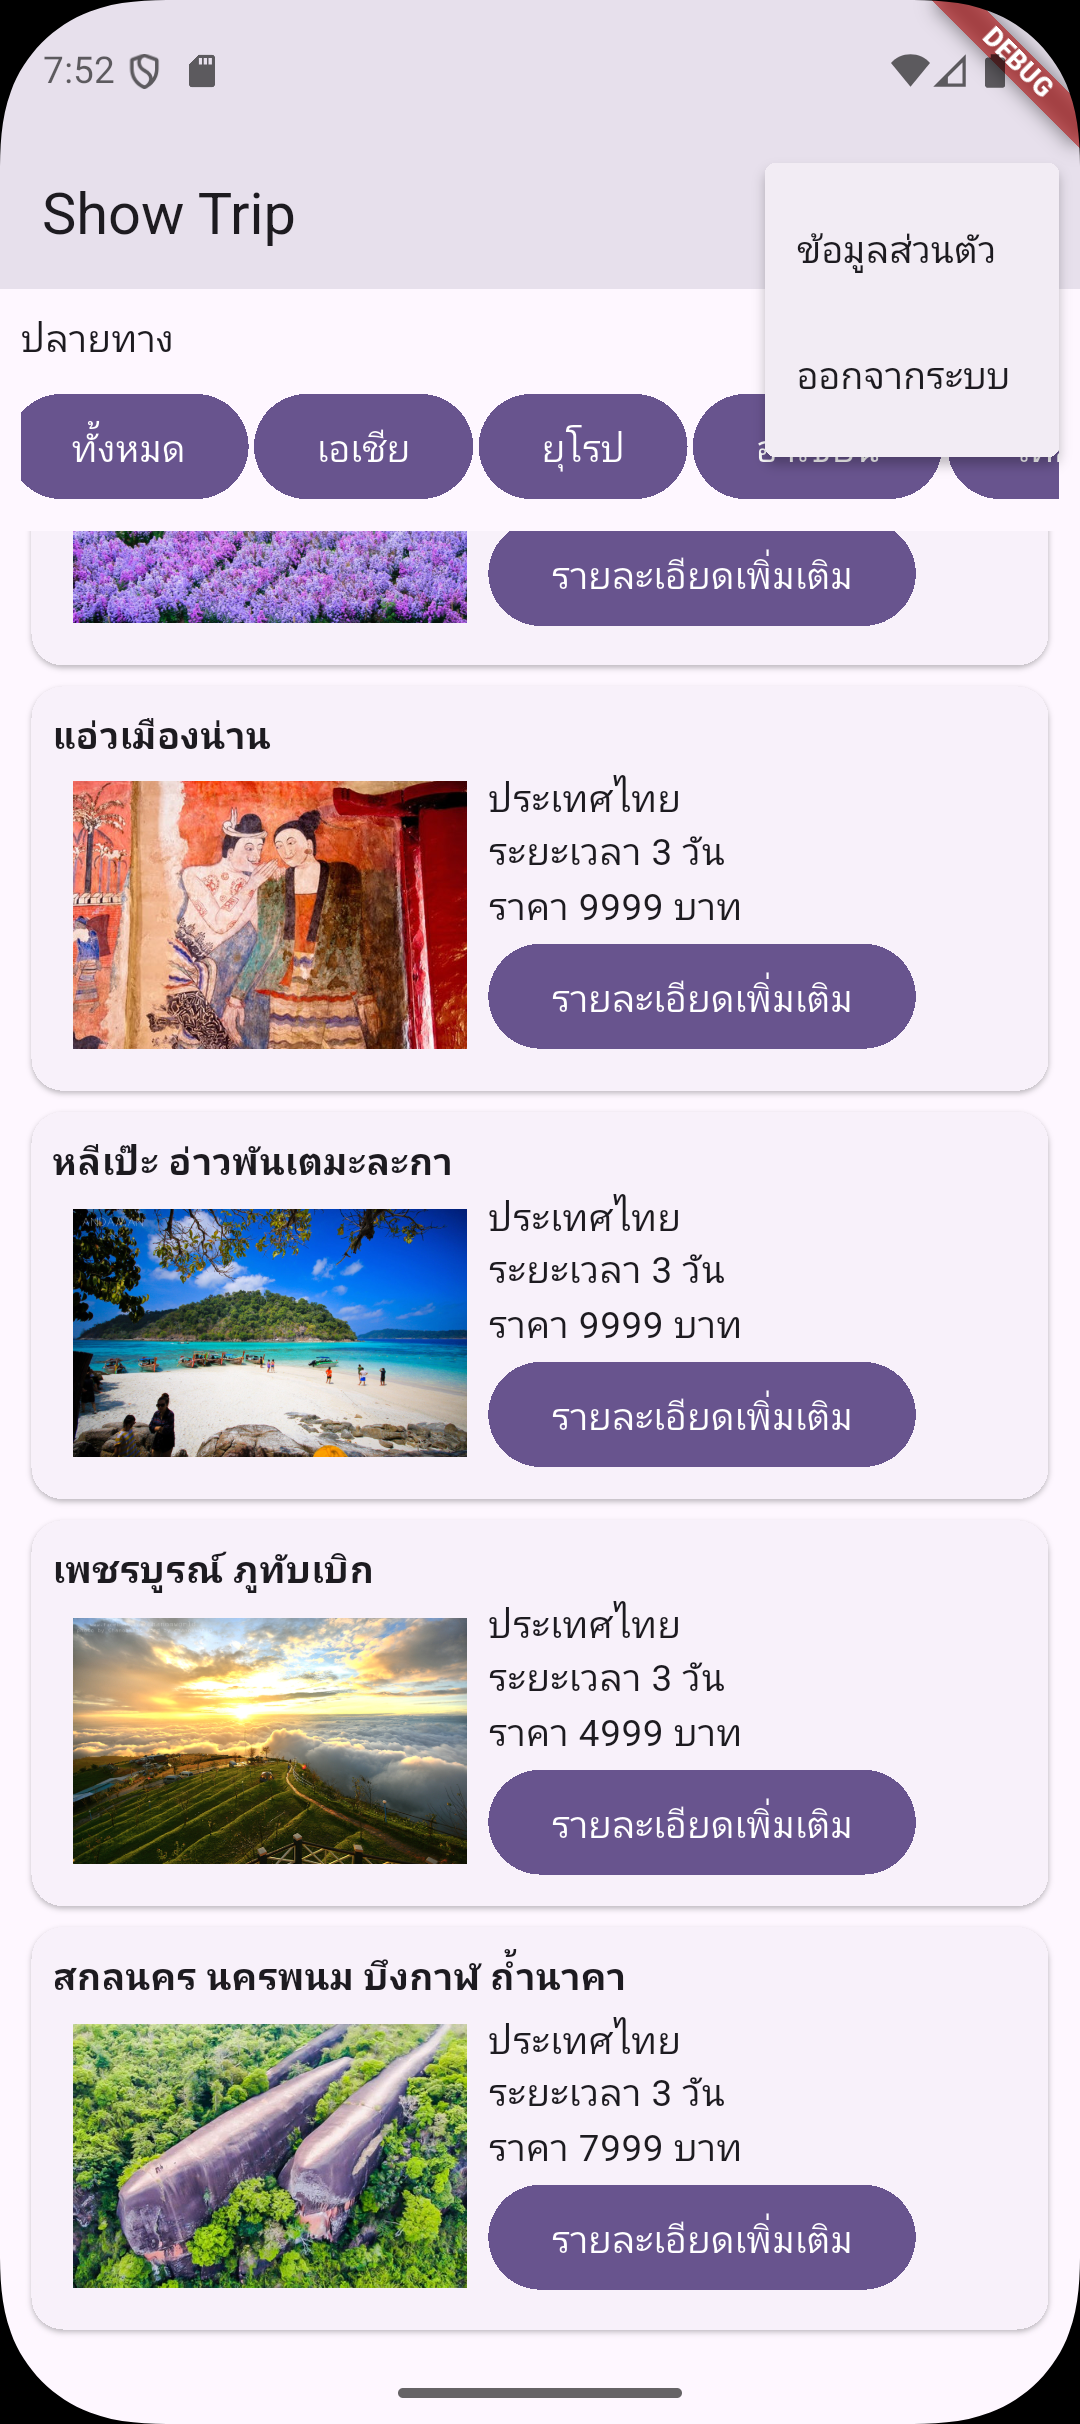 7:52
DEBUG
Show Trip
ข้อมูลส่วนตัว
ออกจากระบบ
ปลายทาง
ทั้งหมด
เอเชีย
ยุโรป
รายละเอียดเพิ่มเติม
แอ่วเมืองน่าน
ประเทศไทย
ระยะเวลา 3 วัน
ราคา 9999 บาท
รายละเอียดเพิ่มเติม
หลีเป๊ะ อ่าวพันเตมะละกา
ANDAMAN
ประเทศไทย
ระยะเวลา 3 วัน
ราคา 9999 บาท
รายละเอียดเพิ่มเติม
เพชรบูรณ์ ภูทับเบิก
ประเทศไทย
ระยะเวลา 3 วัน
ราคา 4999 บาท
รายละเอียดเพิ่มเติม
สกลนคร นครพนม บึงกาฬ ถ้ำนาคา
ประเทศไทย
ระยะเวลา 3 วัน
ราคา 7999 บาท
รายละเอียดเพิ่มเติม